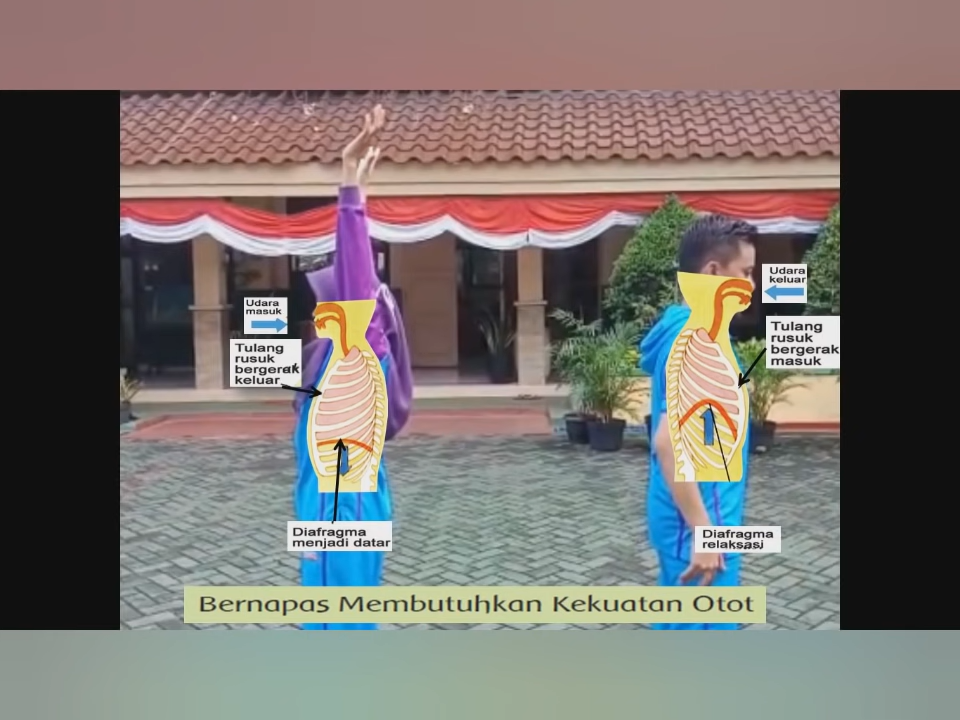 Udara
masuk
Tulang
rusuk
bergerak
keluar
Diafragma
menjadi datar
Udara
keluar
Tulang
rusuk
bergerak
masuk
Diafragma
relaksasi
Bernapas Membutuhkan Kekuatan Otot